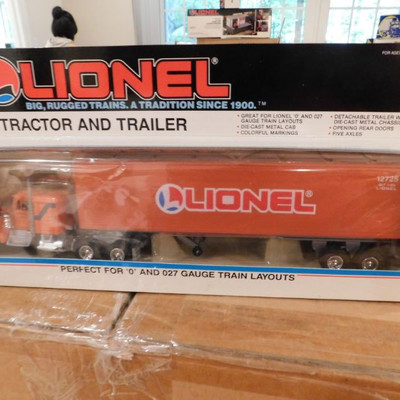 LIONEL®
BIG, RUGGED TRAINS. A TRADITION SINCE 1900.™
TRACTOR AND TRAILER
• GREAT FOR LIONEL 'O' AND 027
GAUGE TRAIN LAYOUTS
• DIE-CAST METAL CAB
• COLORFUL MARKINGS
• DETACHABLE TRAILER W
DIE-CAST METAL CHASSIS
• OPENING REAR DOORS
• FIVE AXLES
LIONEL®
12725
LIONEL
PERFECT FOR 'O' AND 027 GAUGE TRAIN LAYOUTS